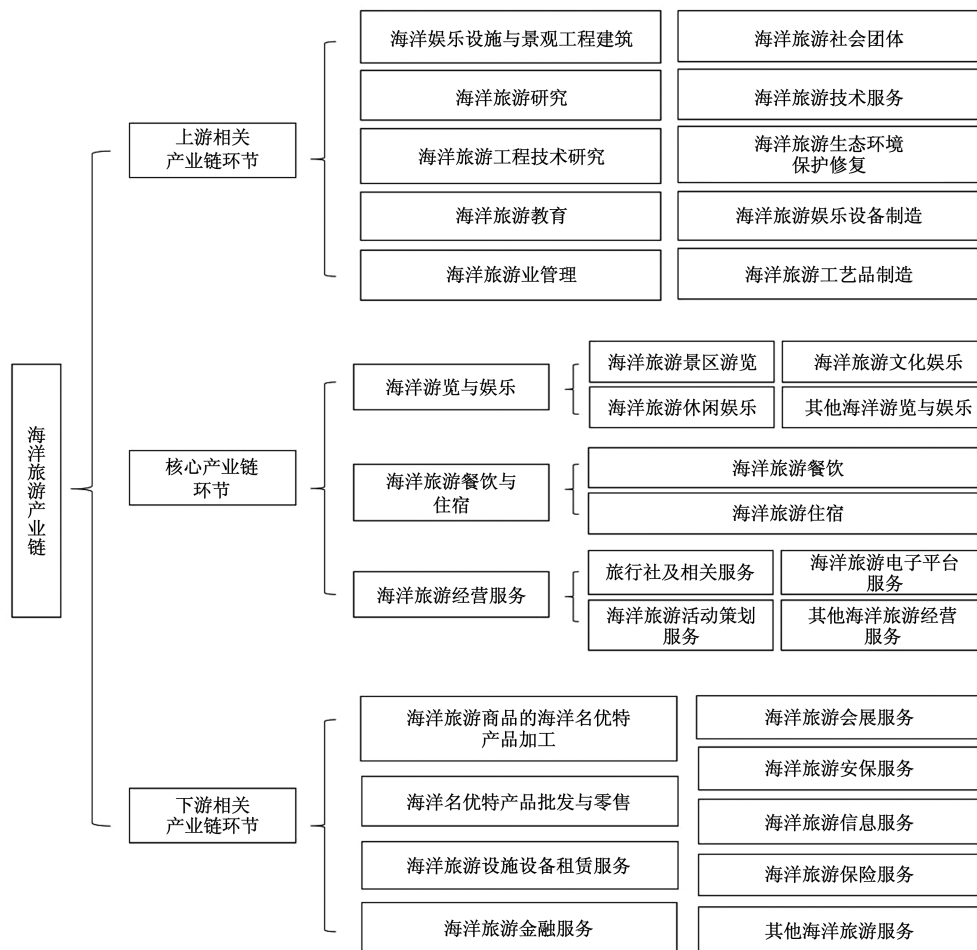 海洋旅游产业链
上游相关
产业链环节
海洋娱乐设施与景观工程建筑
海洋旅游社会团体
海洋旅游研究
海洋旅游技术服务
海洋旅游工程技术研究
海洋旅游生态环境
保护修复
海洋旅游教育
海洋旅游娱乐设备制造
海洋旅游业管理
海洋旅游工艺品制造
核心产业链
环节
海洋游览与娱乐
海洋旅游景区游览
海洋旅游文化娱乐
海洋旅游休闲娱乐
其他海洋游览与娱乐
海洋旅游餐饮与
住宿
海洋旅游餐饮
海洋旅游住宿
海洋旅游经营服务
旅行社及相关服务
海洋旅游电子平台
服务
海洋旅游活动策划
服务
其他海洋旅游经营
服务
下游相关
产业链环节
海洋旅游商品的海洋名优特
产品加工
海洋旅游会展服务
海洋旅游安保服务
海洋名优特产品批发与零售
海洋旅游信息服务
海洋旅游设施设备租赁服务
海洋旅游保险服务
海洋旅游金融服务
其他海洋旅游服务